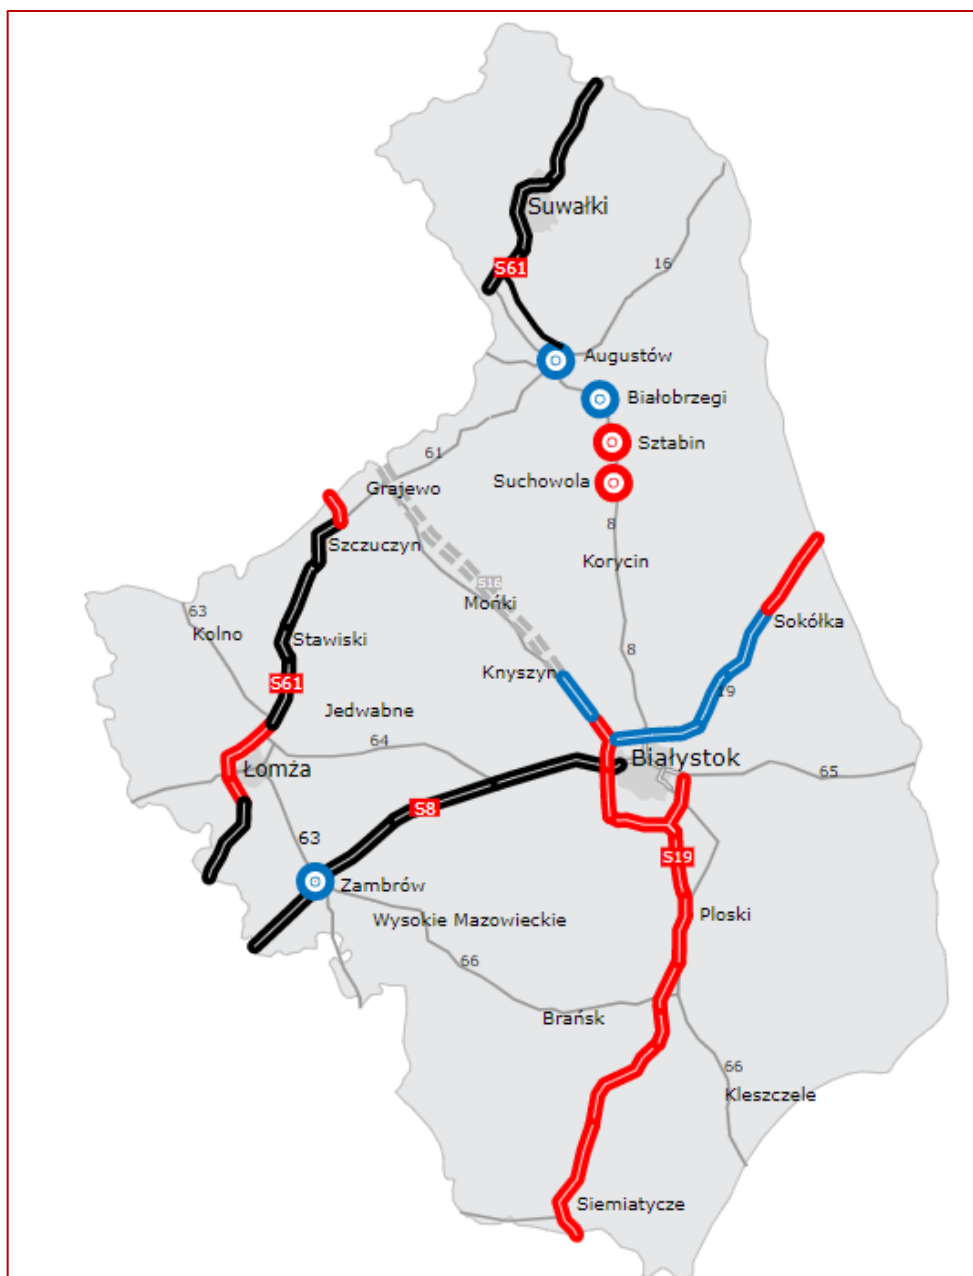 Suwałki
S61
16
Augustów
Białobrzegi
Sztabin
61
Suchowola
Grajewo
8
Szczuczyn
Korycin
S16
Mońki
63
Kolno
Stawiski
Sokółka
8
Knyszyn
S61
19
Jedwabne
64
Białystok
Łomża
65
S8
63
S19
Zambrów
Ploski
Wysokie Mazowieckie
66
Brańsk
66
Kleszczele
Siemiatycze